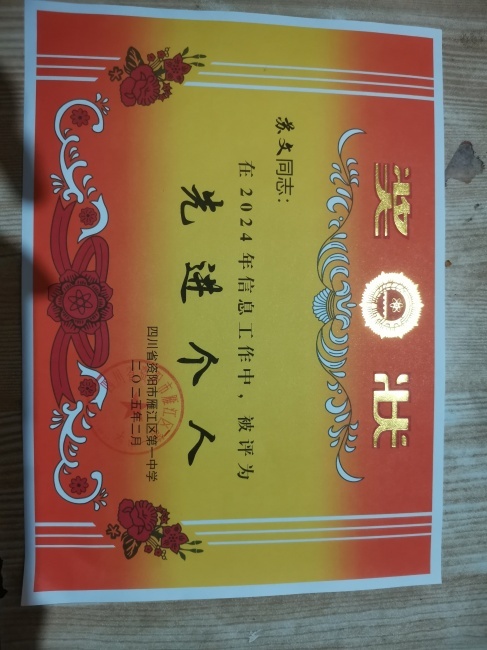 奖状
苏文同志：
在2024年信息工作中，被评为
先进个人
四川省资阳市雁江区第一中学
二〇二五年二月